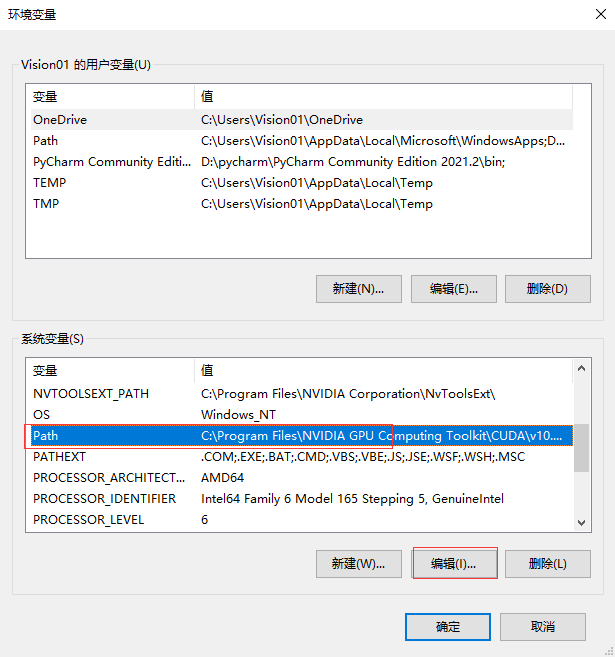 环境变量
Vision01 的用户变量(U)
变量 值
OneDrive C:\Users\Vision01\OneDrive
Path C:\Users\Vision01\AppData\Local\Microsoft\WindowsApps;D...
PyCharm Community Editi... D:\pycharm\PyCharm Community Edition 2021.2\bin;
TEMP C:\Users\Vision01\AppData\Local\Temp
TMP C:\Users\Vision01\AppData\Local\Temp
新建(N)... 编辑(E)... 删除(D)
系统变量(S)
变量 值
NVTOOLSEXT_PATH C:\Program Files\NVIDIA Corporation\NvToolsExt\
OS Windows_NT
Path C:\Program Files\NVIDIA GPU Computing Toolkit\CUDA\v10....
PATHEXT .COM;.EXE;.BAT;.CMD;.VBS;.VBE;.JS;.JSE;.WSF;.WSH;.MSC
PROCESSOR_ARCHITECT... AMD64
PROCESSOR_IDENTIFIER Intel64 Family 6 Model 165 Stepping 5, GenuineIntel
PROCESSOR_LEVEL 6
新建(W)... 编辑(I)... 删除(L)
确定 取消